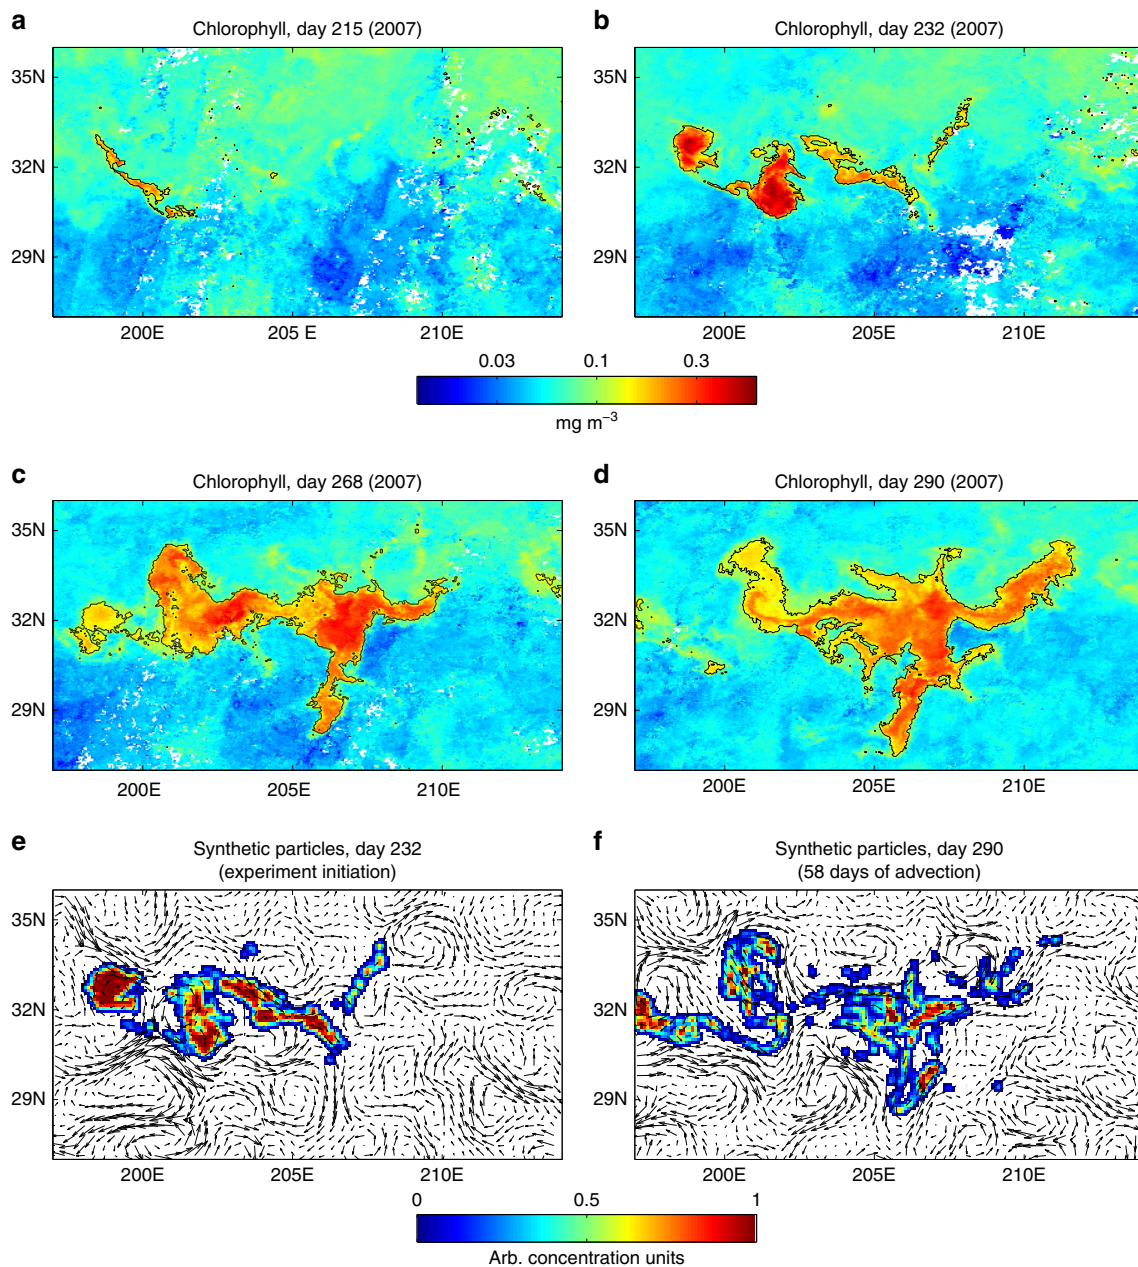 a
Chlorophyll, day 215 (2007)
35N
32N
29N
200E 205E 210E
b
Chlorophyll, day 232 (2007)
35N
32N
29N
200E 205E 210E
0.03 0.1 0.3
mg m⁻³
c
Chlorophyll, day 268 (2007)
35N
32N
29N
200E 205E 210E
d
Chlorophyll, day 290 (2007)
35N
32N
29N
200E 205E 210E
e
Synthetic particles, day 232
(experiment initiation)
35N
32N
29N
200E 205E 210E
f
Synthetic particles, day 290
(58 days of advection)
35N
32N
29N
200E 205E 210E
0 0.5 1
Arb. concentration units